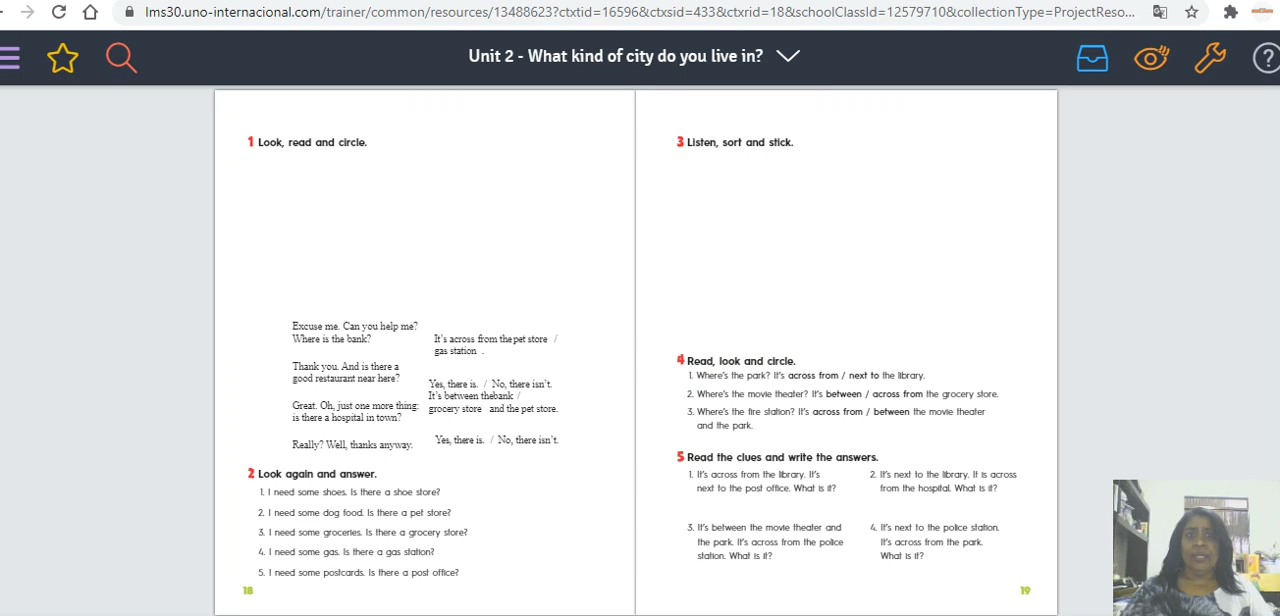 lms30.uno-internacional.com/trainer/common/resources/13488623?ctxtid=16596&ctxsid=433&ctxrid=18&schoolClassId=12579710&collectionType=ProjectReso...
Unit 2 - What kind of city do you live in?
1 Look, read and circle.
Excuse me. Can you help me?
Where is the bank?
It's across from the pet store /
gas station .
Thank you. And is there a
good restaurant near here?
Yes, there is. / No, there isn't.
It's between thebank /
grocery store and the pet store.
Great. Oh, just one more thing:
is there a hospital in town?
Yes, there is. / No, there isn't.
Really? Well, thanks anyway.
2 Look again and answer.
1. I need some shoes. Is there a shoe store?
2. I need some dog food. Is there a pet store?
3. I need some groceries. Is there a grocery store?
4. I need some gas. Is there a gas station?
5. I need some postcards. Is there a post office?
18
3 Listen, sort and stick.
4 Read, look and circle.
1. Where's the park? It's across from / next to the library.
2. Where's the movie theater? It's between / across from the grocery store.
3. Where's the fire station? It's across from / between the movie theater
and the park.
5 Read the clues and write the answers.
1. It's across from the library. It's
next to the post office. What is it?
2. It's next to the library. It is across
from the hospital. What is it?
3. It's between the movie theater and
the park. It's across from the police
station. What is it?
4. It's next to the police station.
It's across from the park.
What is it?
19